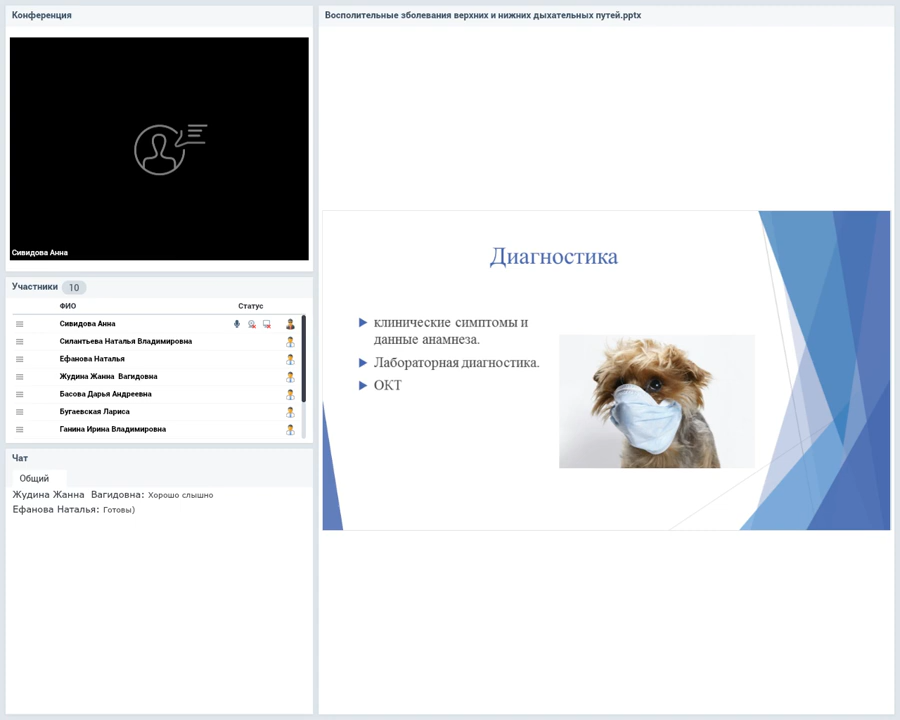 Конференция
Сивидова Анна
Участники 10
ФИО Статус
Сивидова Анна
Силантьева Наталья Владимировна
Ефанова Наталья
Жудина Жанна Вагидовна
Басова Дарья Андреевна
Бугаевская Лариса
Ганина Ирина Владимировна
Чат
Общий
Жудина Жанна Вагидовна: Хорошо слышно
Ефанова Наталья: Готовы)
Восполительные эболевания верхних и нижних дыхательных путей.pptx
Диагностика
клинические симптомы и
данные анамнеза.
Лабораторная диагностика.
ОКТ